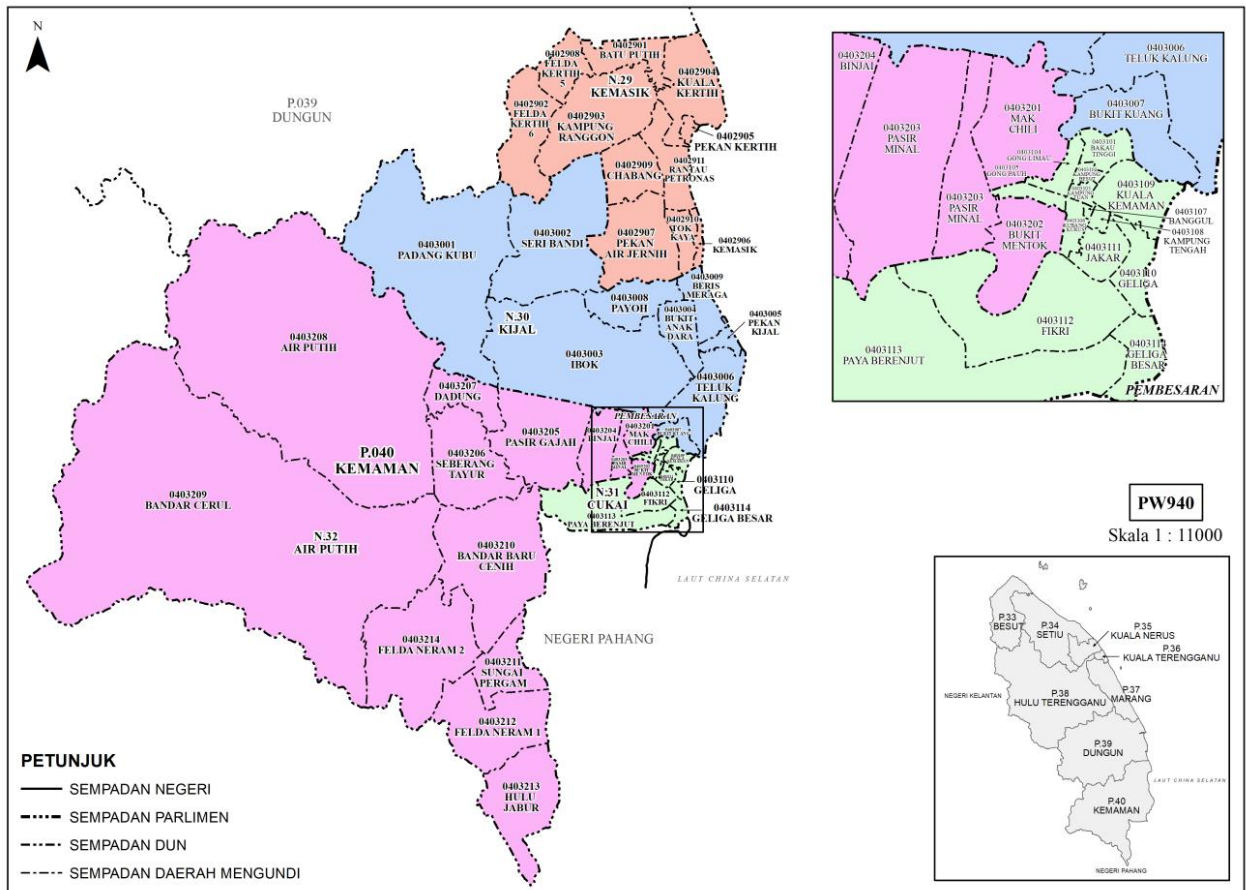 N
P.039
DUNGUN
0402908
FELDA
KERTIH
5
0402901
BATU PUTIH
N.29
KEMASIK
0402904
KUALA
KERTIH
0402902
FELDA
KERTIH
6
0402903
KAMPUNG
RANGGON
0402905
PEKAN KERTIH
0402909
CHABANG
0402911
RANTAU
PETRONAS
0402910
TOK
KAYA
0402906
KEMASIK
0402907
PEKAN
AIR JERNIH
0403001
PADANG KUBU
0403002
SERI BANDI
0403009
BERIS
MERAGA
0403008
PAYOH
N.30
KIJAL
0403004
BUKIT
ANAK
DARA
0403005
PEKAN
KIJAL
0403003
IBOK
0403006
TELUK
KALUNG
0403208
AIR PUTIH
0403207
DADUNG
0403205
PASIR GAJAH
PEMBESARAN
0403204
BINJAI
0403201
MAK
CHILI
P.040
KEMAMAN
0403206
SEBERANG
TAYUR
0403209
BANDAR CERUL
N.31
CUKAI
0403112
FIKRI
0403110
GELIGA
0403113
PAYA BERENJUT
0403114
GELIGA BESAR
N.32
AIR PUTIH
0403210
BANDAR BARU
CENIH
LAUT CHINA SELATAN
NEGERI PAHANG
0403214
FELDA NERAM 2
0403211
SUNGAI
PERGAM
0403212
FELDA NERAM 1
0403213
HULU
JABUR
PETUNJUK
SEMPADAN NEGERI
SEMPADAN PARLIMEN
SEMPADAN DUN
SEMPADAN DAERAH MENGUNDI
0403204
BINJAI
0403006
TELUK KALUNG
0403007
BUKIT KUANG
0403203
PASIR
MINAL
0403201
MAK
CHILI
0403101
BAKAU
TINGGI
0403104
GONG LIMAU
0403105
GONG PAUH
0403109
KUALA
KEMAMAN
0403203
PASIR
MINAL
0403202
BUKIT
MENTOK
0403107
BANGGUL
0403108
KAMPUNG
TENGAH
0403111
JAKAR
0403110
GELIGA
0403112
FIKRI
0403113
PAYA BERENJUT
GELIGA
BESAR
PEMBESARAN
PW940
Skala 1 : 11000
P.33
BESUT
P.34
SETIU
P.35
KUALA NERUS
P.36
KUALA TERENGGANU
P.37
MARANG
NEGERI KELANTAN
P.38
HULU TERENGGANU
P.39
DUNGUN
LAUT CHINA SELATAN
P.40
KEMAMAN
NEGERI PAHANG